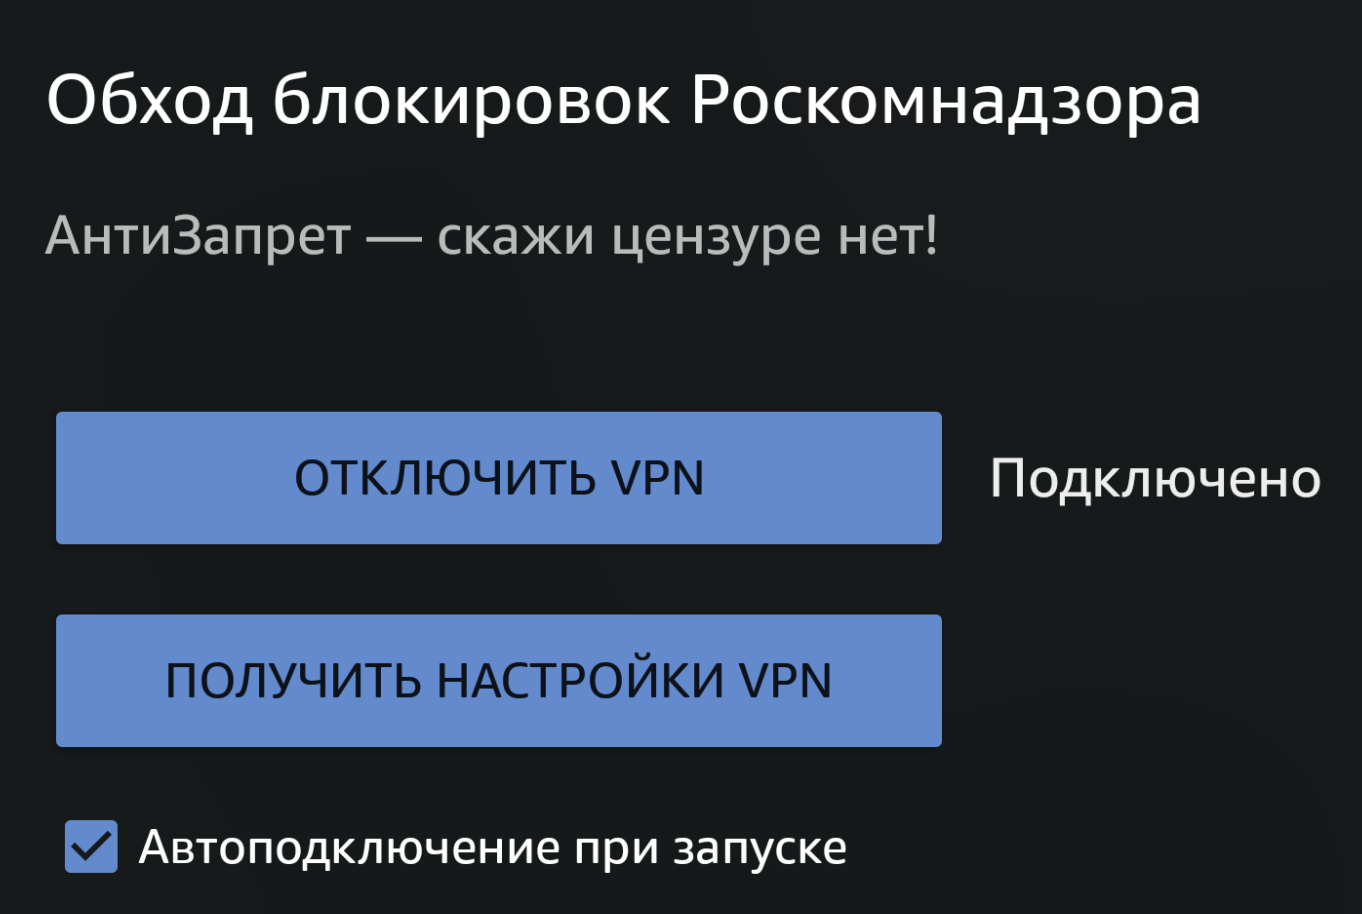 Обход блокировок Роскомнадзора
АнтиЗапрет — скажи цензуре нет!
ОТКЛЮЧИТЬ VPN
Подключено
ПОЛУЧИТЬ НАСТРОЙКИ VPN
Автоподключение при запуске